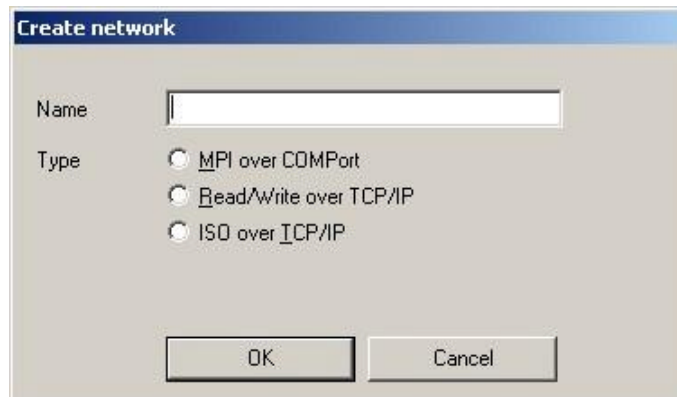 Create network
Name
Type
MPI over COMPort
Read/Write over TCP/IP
ISO over TCP/IP
OK
Cancel